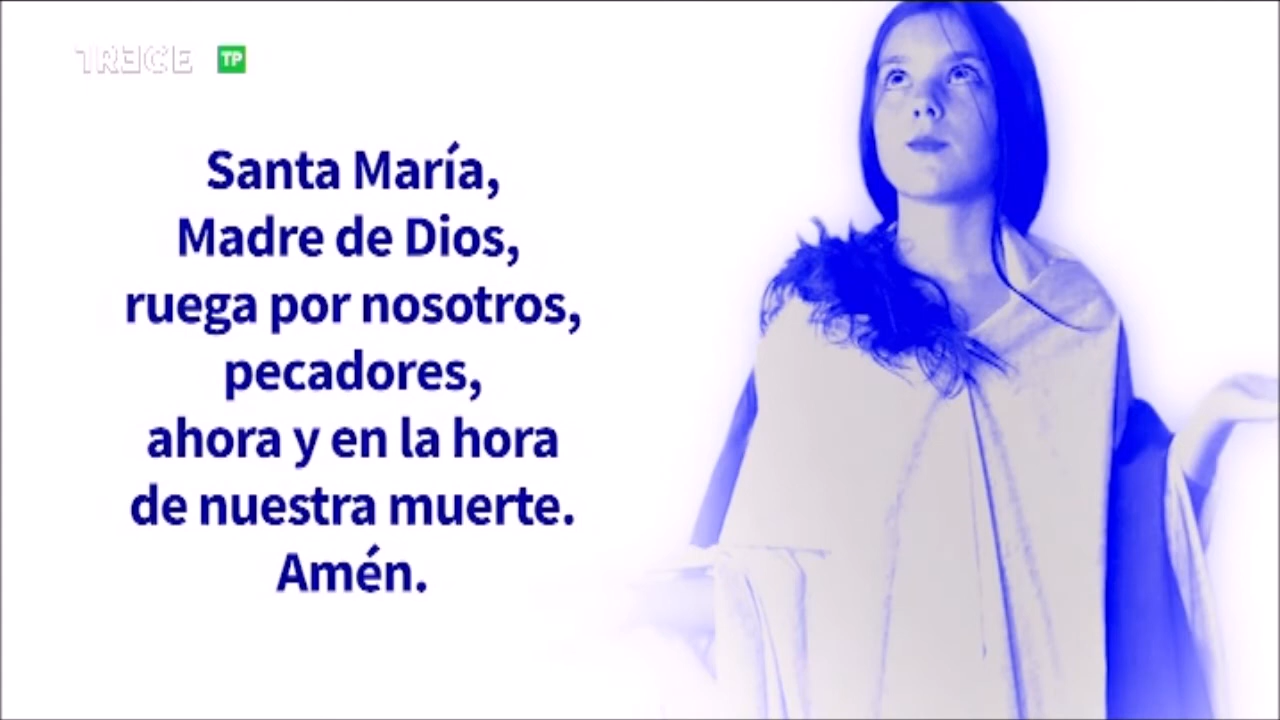 TRECE TP
Santa María,
Madre de Dios,
ruega por nosotros,
pecadores,
ahora y en la hora
de nuestra muerte.
Amén.